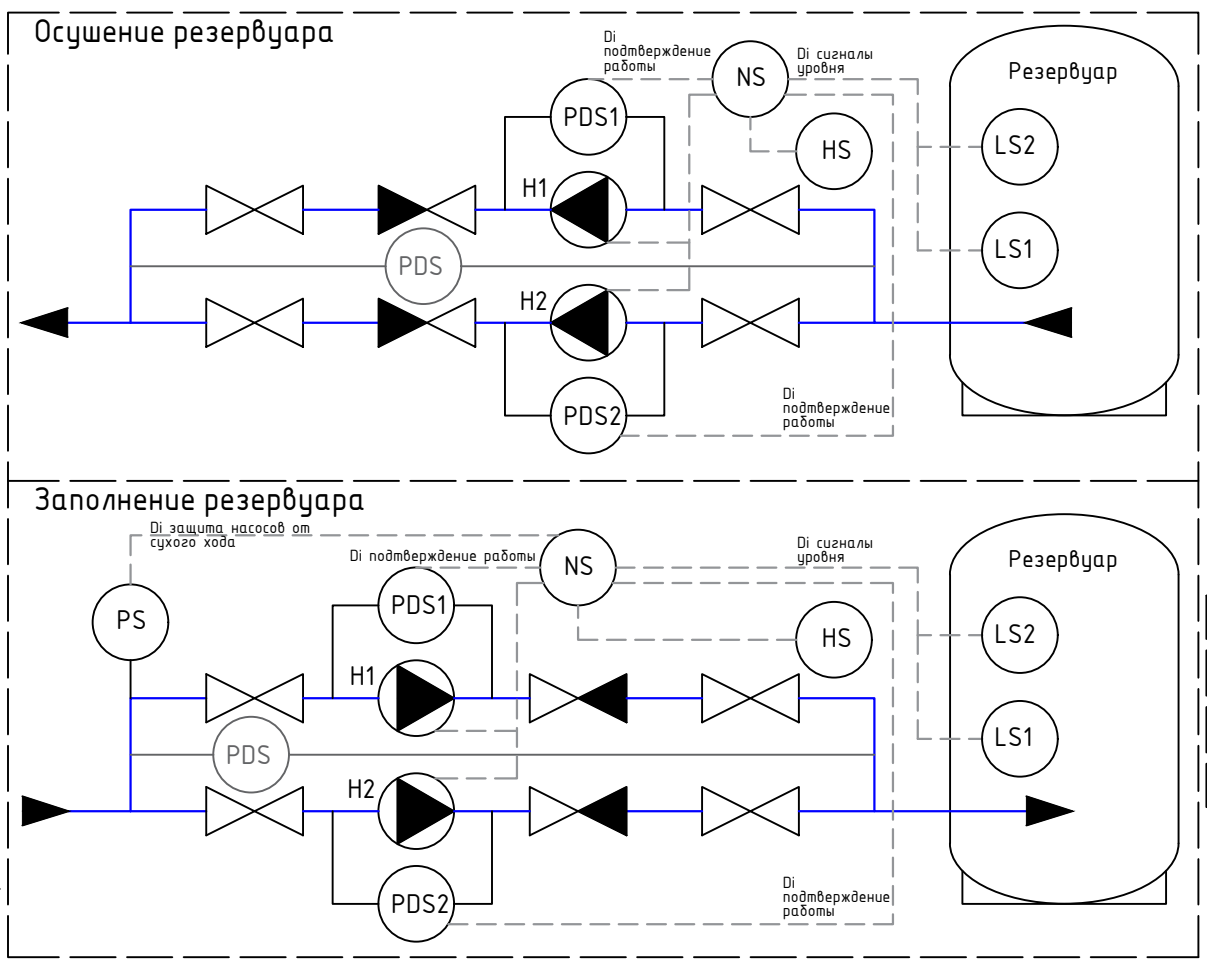 Осушение резервуара
Di
подтверждение
работы
NS
Di сигналы
уровня
Резервуар
PDS1
HS
LS2
H1
LS1
PDS
H2
PDS2
Di
подтверждение
работы
Заполнение резервуара
Di защита насосов от
сухого хода
Di подтверждение работы
NS
Di сигналы
уровня
Резервуар
PS
PDS1
HS
LS2
H1
LS1
PDS
H2
PDS2
Di
подтверждение
работы